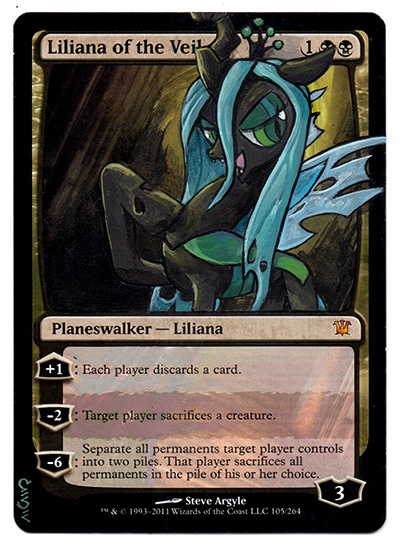 Liliana of the Veil
1
Planeswalker — Liliana
+1 : Each player discards a card.
-2 : Target player sacrifices a creature.
Separate all permanents target player controls
-6 : into two piles. That player sacrifices all
permanents in the pile of his or her choice.
3
Steve Argyle
™ & © 1993–2011 Wizards of the Coast LLC 105/264